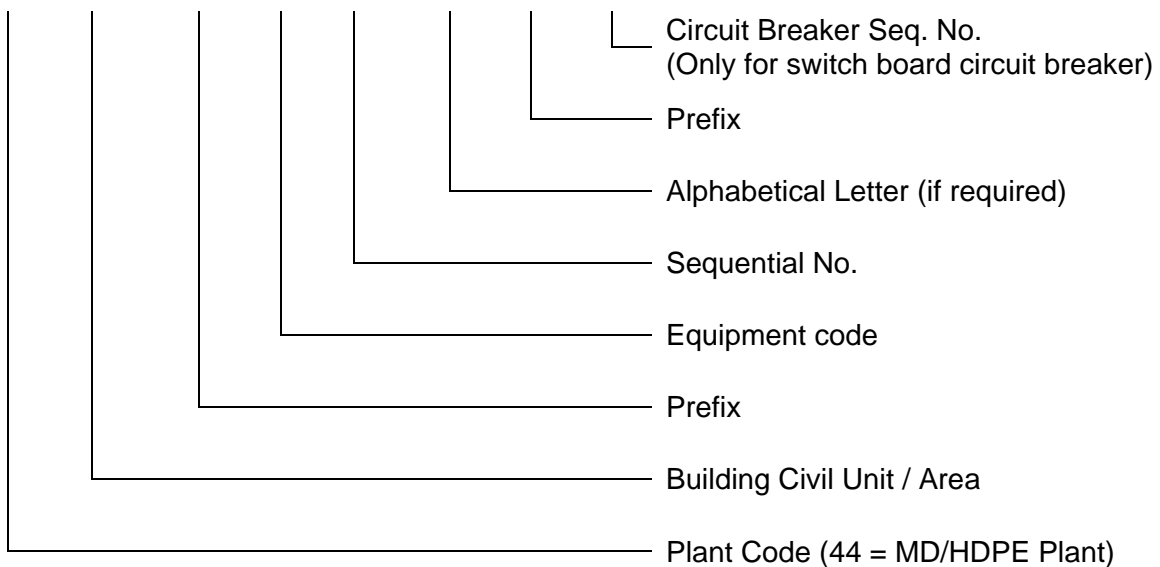 Circuit Breaker Seq. No.
(Only for switch board circuit breaker)
Prefix
Alphabetical Letter (if required)
Sequential No.
Equipment code
Prefix
Building Civil Unit / Area
Plant Code (44 = MD/HDPE Plant)